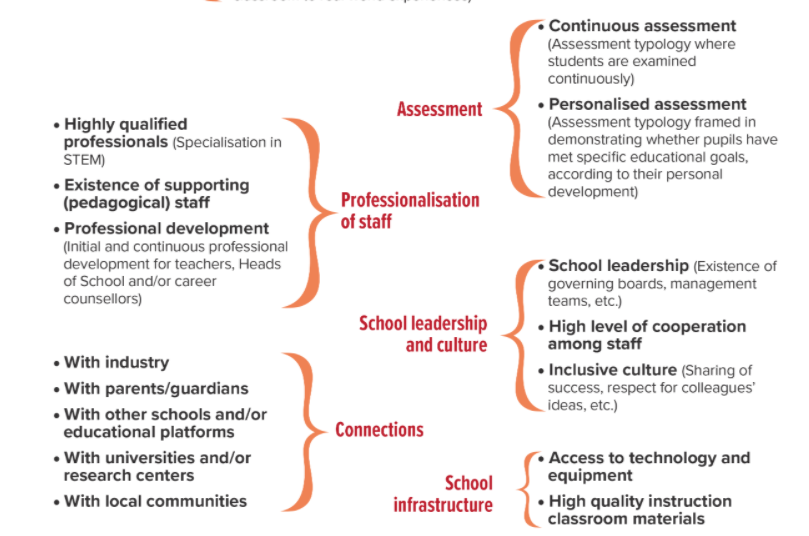 Assessment
• Continuous assessment
(Assessment typology where
students are examined
continuously)
• Personalised assessment
(Assessment typology framed in
demonstrating whether pupils have
met specific educational goals,
according to their personal
development)
• Highly qualified
professionals (Specialisation in
STEM)
• Existence of supporting
(pedagogical) staff
• Professional development
(Initial and continuous professional
development for teachers, Heads
of School and/or career
counsellors)
Professionalisation
of staff
School leadership
and culture
• School leadership (Existence of
governing boards, management
teams, etc.)
• High level of cooperation
among staff
• Inclusive culture (Sharing of
success, respect for colleagues’
ideas, etc.)
• With industry
• With parents/guardians
• With other schools and/or
educational platforms
• With universities and/or
research centers
• With local communities
Connections
School
infrastructure
• Access to technology and
equipment
• High quality instruction
classroom materials